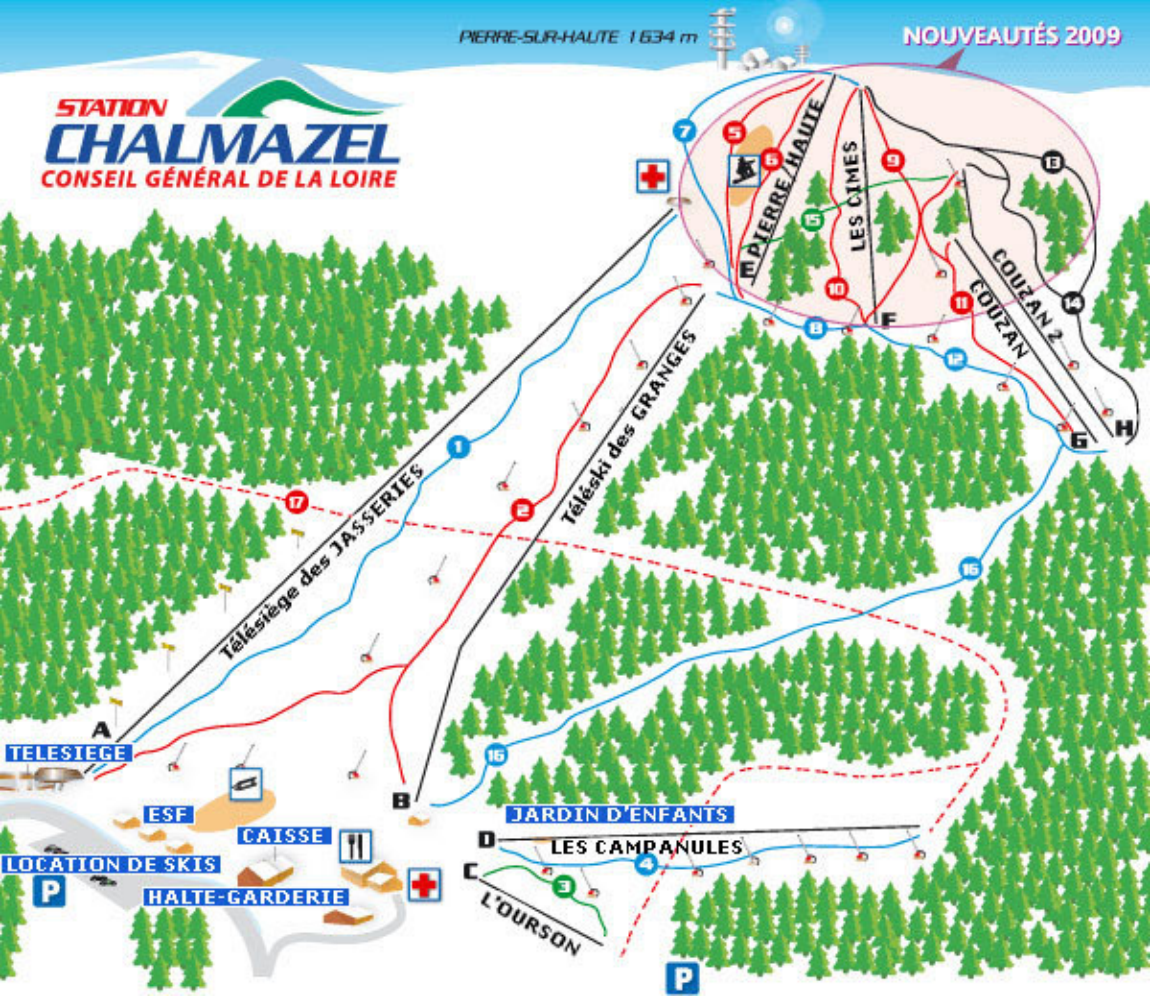 PIERRE-SUR-HAUTE 1634 m
NOUVEAUTÉS 2009
STATION
CHALMAZEL
CONSEIL GÉNÉRAL DE LA LOIRE
7
5
6
9
13
15
10
11
14
8
12
E PIERRE/HAUTE
LES CIMES
F
COUZAN 2
COUZAN
G
H
1
2
17
16
Télésiège des JASSERIES
Téléski des GRANGES
A
TELESIEGE
16
B
ESF
CAISSE
LOCATION DE SKIS
P
HALTE-GARDERIE
JARDIN D'ENFANTS
D
LES CAMPANULES
4
C
3
L'OURSON
P